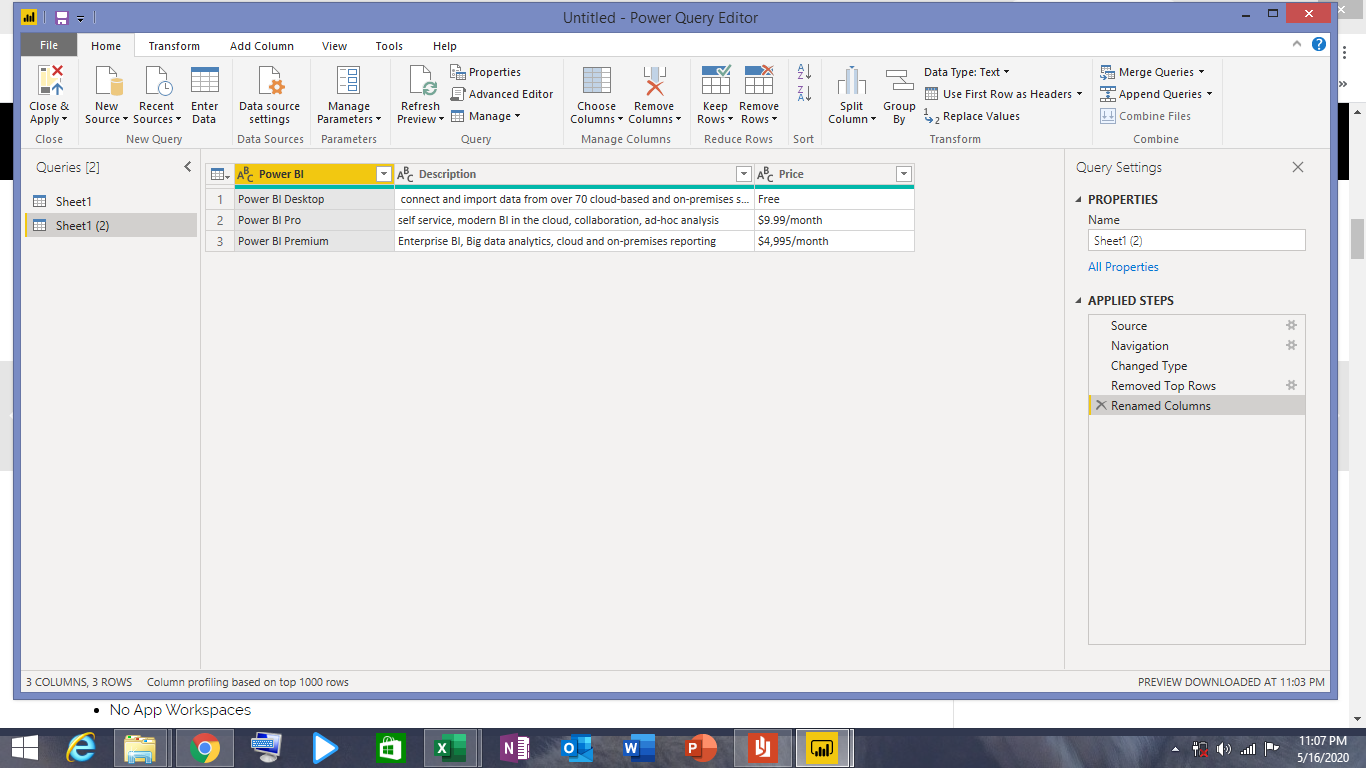 Untitled - Power Query Editor
File Home Transform Add Column View Tools Help
Close & Apply
New Source
Recent Sources
Enter Data
Data source settings
Manage Parameters
Refresh Preview
Properties
Advanced Editor
Manage
Choose Columns
Remove Columns
Keep Rows
Remove Rows
Split Column
Group By
Data Type: Text
Use First Row as Headers
Replace Values
Merge Queries
Append Queries
Combine Files
Close New Query Data Sources Parameters Query Manage Columns Reduce Rows Sort Transform Combine
Queries [2]
Sheet1
Sheet1 (2)
Power BI Description Price
1 Power BI Desktop connect and import data from over 70 cloud-based and on-premises s... Free
2 Power BI Pro self service, modern BI in the cloud, collaboration, ad-hoc analysis $9.99/month
3 Power BI Premium Enterprise BI, Big data analytics, cloud and on-premises reporting $4,995/month
Query Settings
PROPERTIES
Name
Sheet1 (2)
All Properties
APPLIED STEPS
Source
Navigation
Changed Type
Removed Top Rows
Renamed Columns
3 COLUMNS, 3 ROWS Column profiling based on top 1000 rows
PREVIEW DOWNLOADED AT 11:03 PM
• No App Workspaces
11:07 PM
5/16/2020